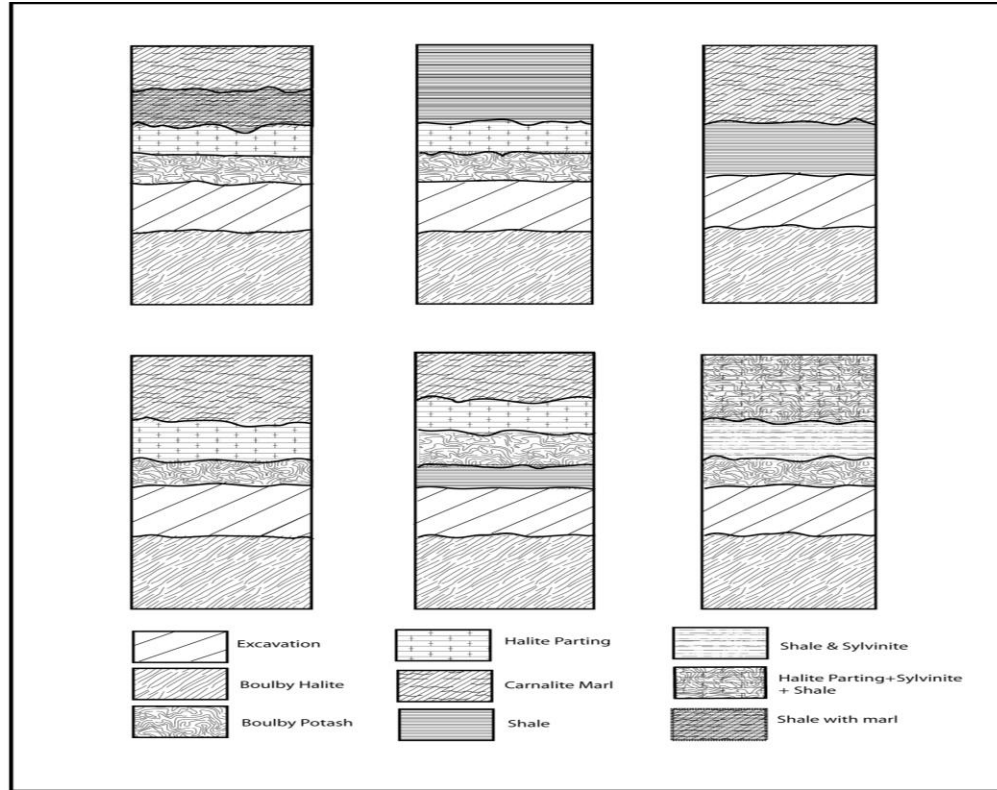 Excavation
Boulby Halite
Boulby Potash
Halite Parting
Carnalite Marl
Shale
Shale & Sylvinite
Halite Parting+Sylvinite
+ Shale
Shale with marl